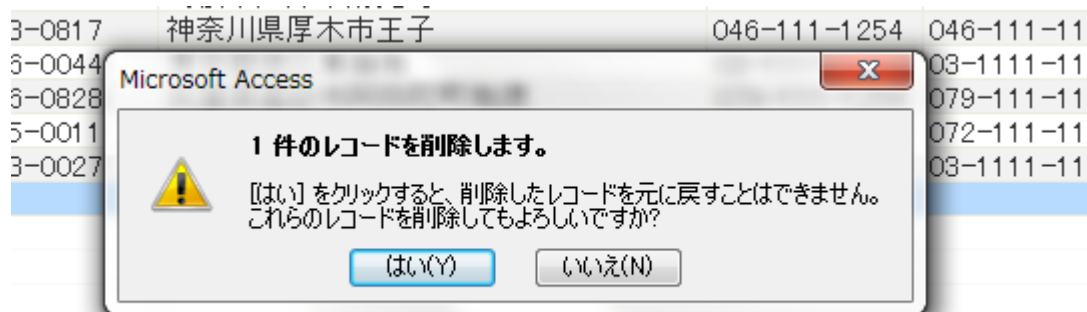 3-0817 神奈川県厚木市王子 046-111-1254 046-111-11
6-0044 03-1111-11
6-0828 079-111-11
5-0011 072-111-11
3-0027 03-1111-11
Microsoft Access
1 件のレコードを削除します。
[はい] をクリックすると、削除したレコードを元に戻すことはできません。
これらのレコードを削除してもよろしいですか?
はい(Y) いいえ(N)